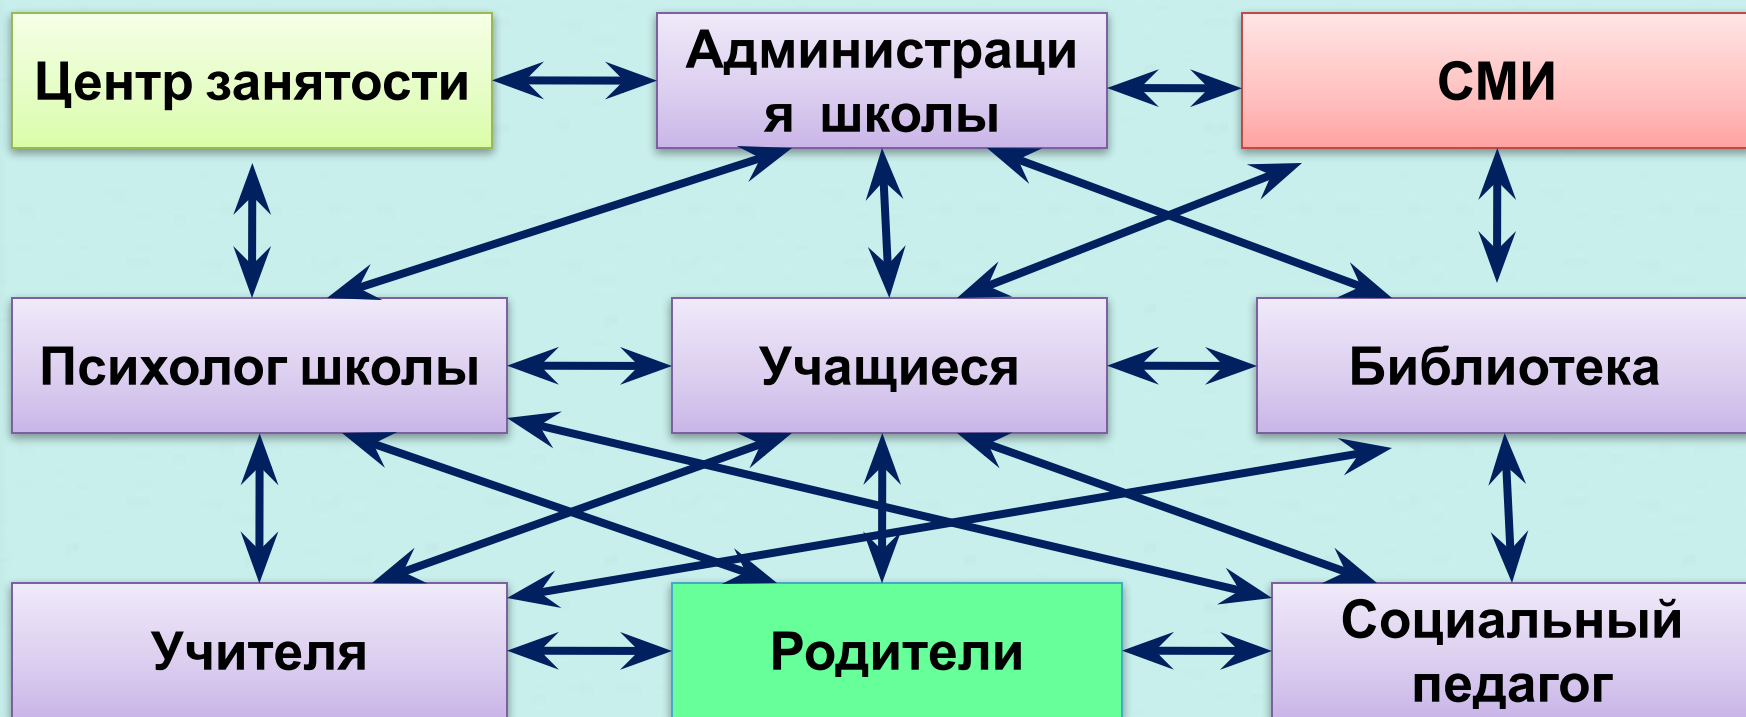 Центр занятости
Администраци
я школы
СМИ
Психолог школы
Учащиеся
Библиотека
Учителя
Родители
Социальный
педагог